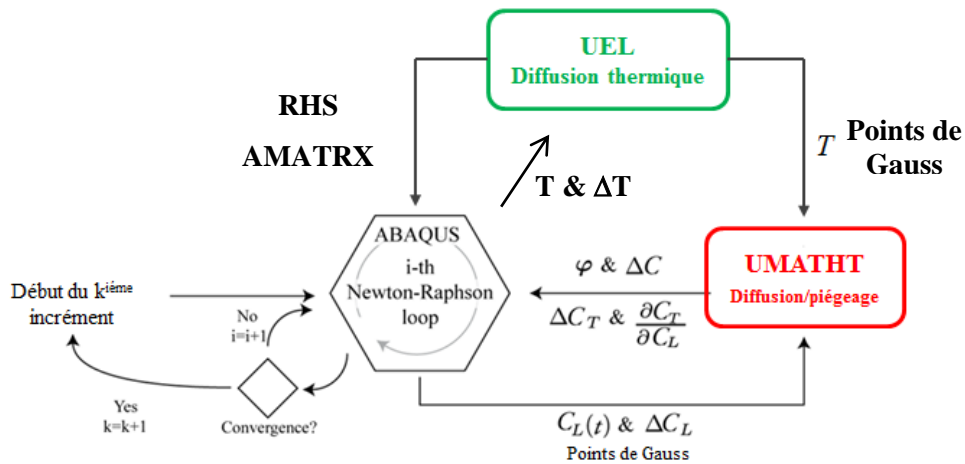 UEL
Diffusion thermique
RHS
AMATRX
T & ΔT
T
Points de
Gauss
ABAQUS
i-th
Newton-Raphson
loop
φ & ΔC
ΔC_T & ∂C_T/∂C_L
UMATHT
Diffusion/piégeage
Début du k^iéme
incrément
No
i=i+1
Yes
k=k+1
Convergence?
C_L(t) & ΔC_L
Points de Gauss